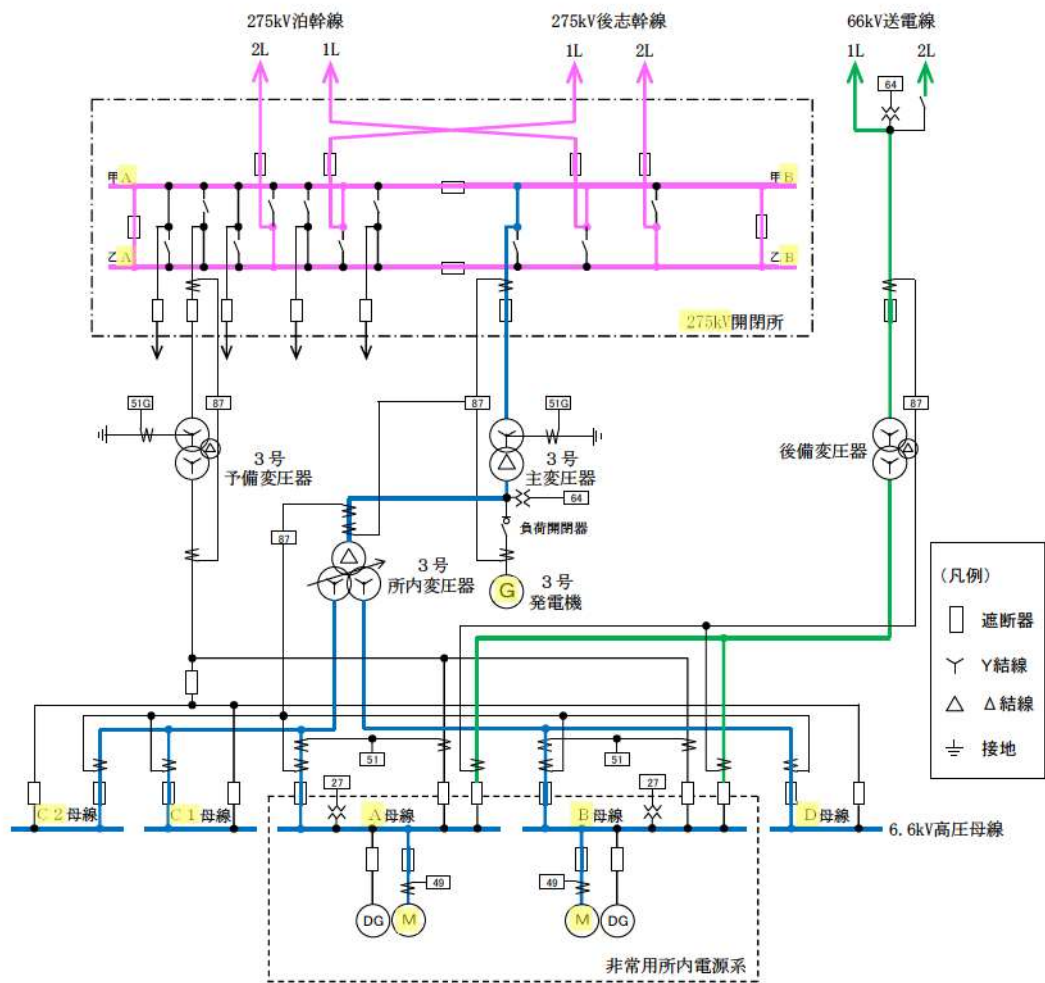 275kV泊幹線
275kV後志幹線
66kV送電線
2L 1L
1L 2L
1L 2L
64
甲A
甲B
乙A
乙B
275kV開閉所
51G
87
87
51G
87
3号
予備変圧器
3号
主変圧器
後備変圧器
64
87
負荷開閉器
3号
所内変圧器
G
3号
発電機
(凡例)
遮断器
Y結線
Δ結線
接地
51
51
27
27
C2母線
C1母線
A母線
B母線
D母線
6.6kV高圧母線
49
49
DG
M
M
DG
非常用所内電源系